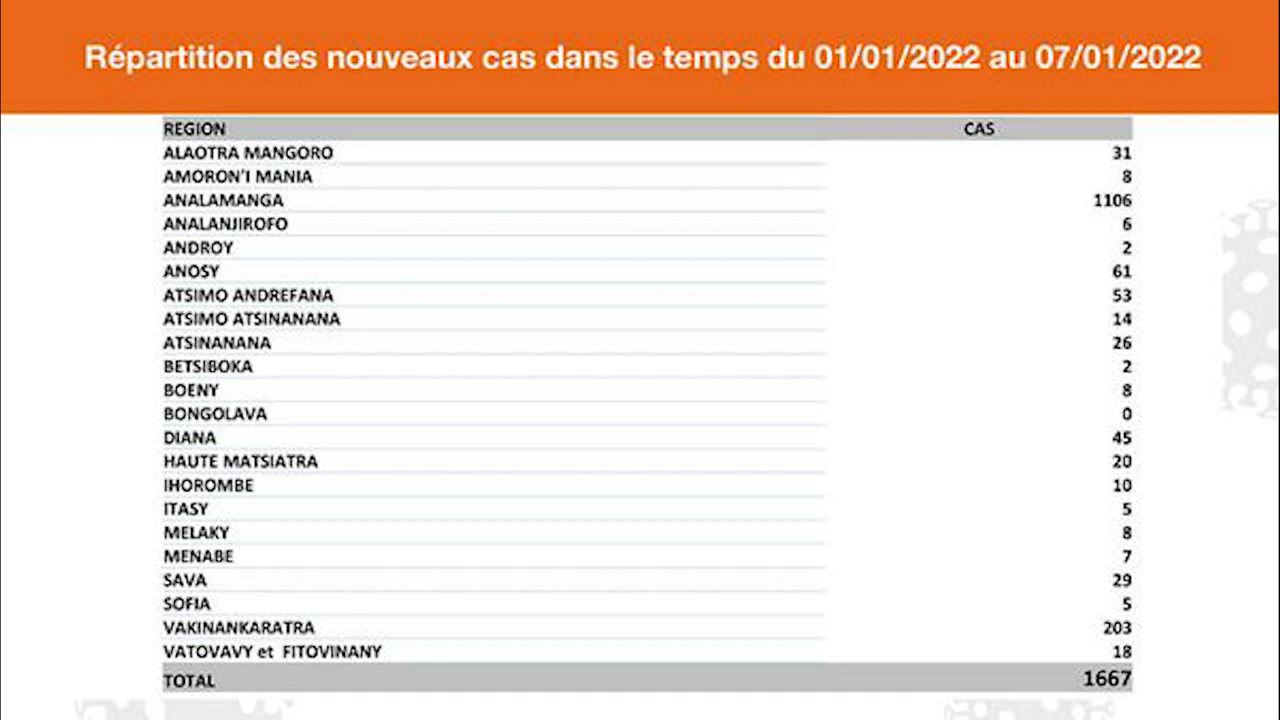 Répartition des nouveaux cas dans le temps du 01/01/2022 au 07/01/2022
REGION CAS
ALAOTRA MANGORO 31
AMORON'I MANIA 8
ANALAMANGA 1106
ANALANJIROFO 6
ANDROY 2
ANOSY 61
ATSIMO ANDREFANA 53
ATSIMO ATSINANANA 14
ATSINANANA 26
BETSIBOKA 2
BOENY 8
BONGOLAVA 0
DIANA 45
HAUTE MATSIATRA 20
IHOROMBE 10
ITASY 5
MELAKY 8
MENABE 7
SAVA 29
SOFIA 5
VAKINANKARATRA 203
VATOVAVY et FITOVINANY 18
TOTAL 1667